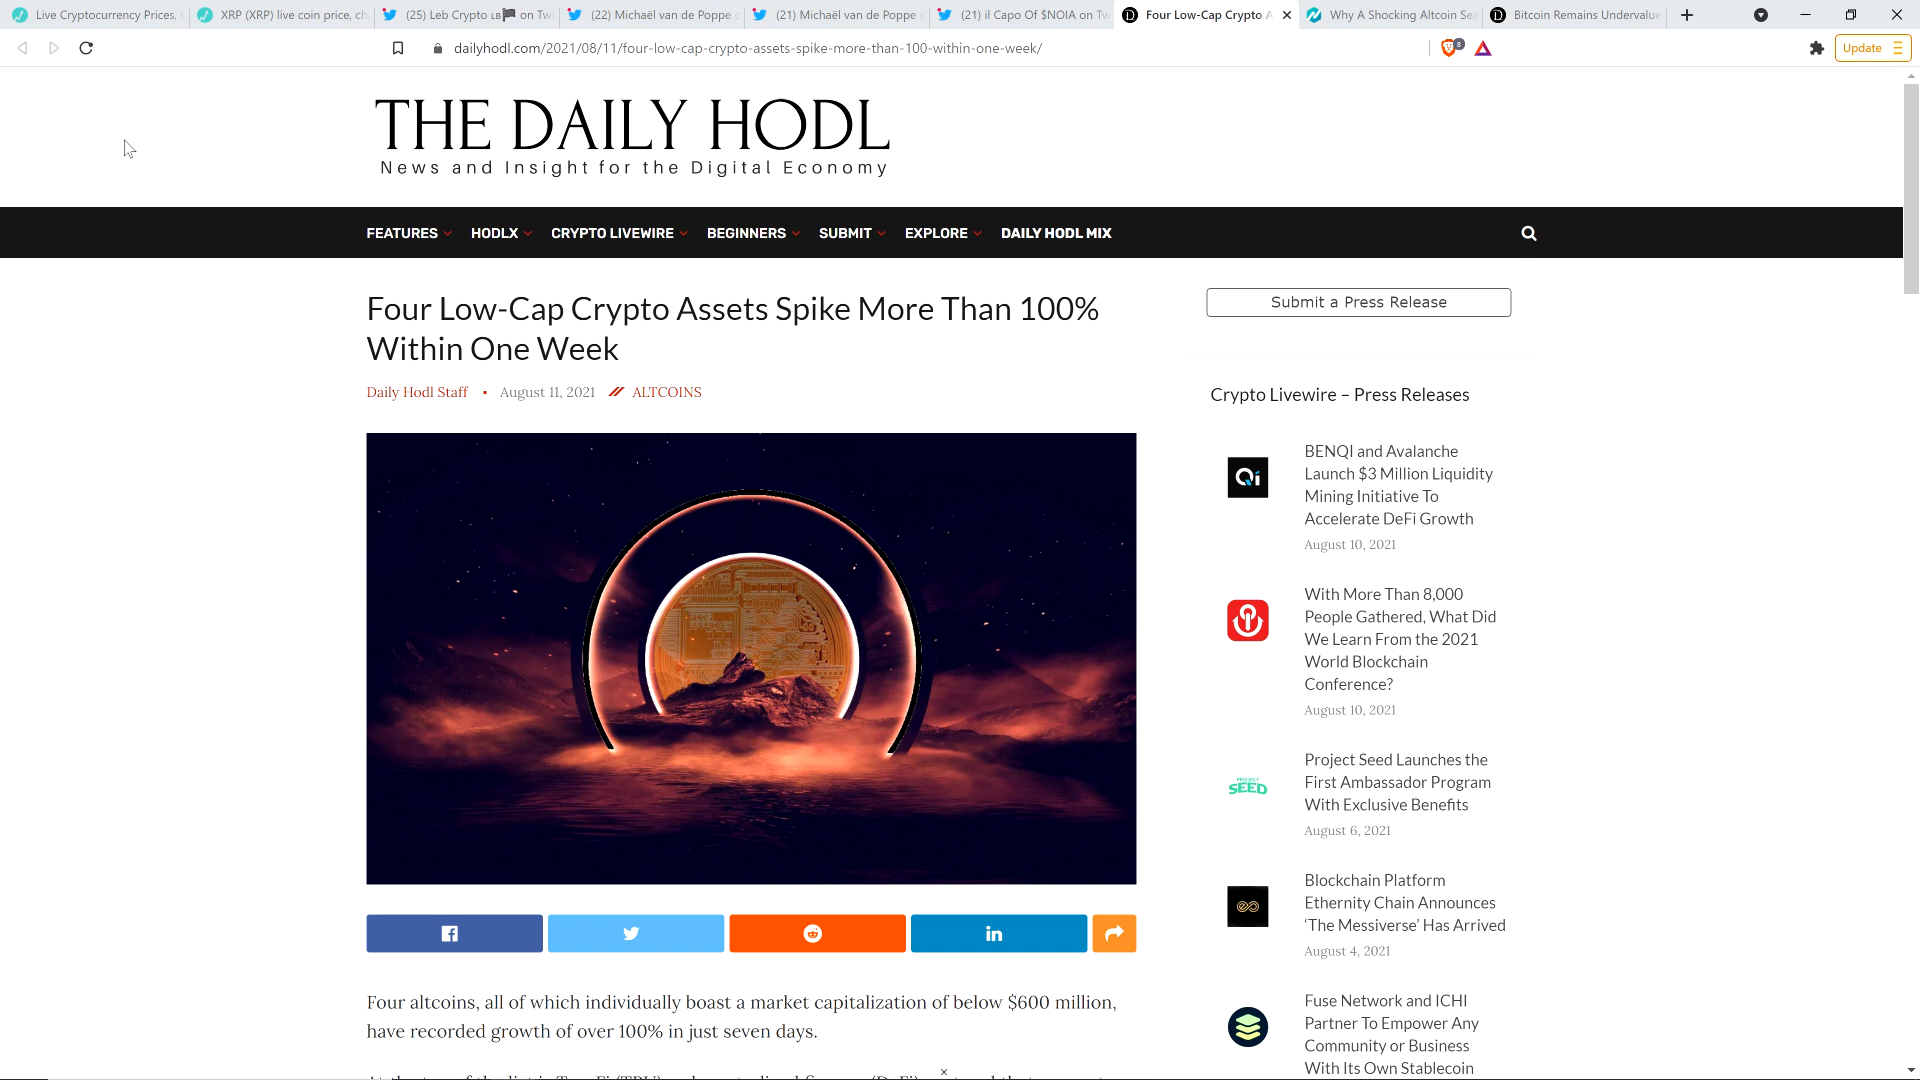 Live Cryptocurrency Prices,
XRP (XRP) live coin price, ch
(25) Leb Crypto LB on Tw
(22) Michaël van de Poppe
(21) Michaël van de Poppe
(21) il Capo Of $NOIA on Tw
Four Low-Cap Crypto A
Why A Shocking Altcoin Sea
Bitcoin Remains Undervalue
dailyhodl.com/2021/08/11/four-low-cap-crypto-assets-spike-more-than-100-within-one-week/
8
Update
THE DAILY HODL
News and Insight for the Digital Economy
FEATURES HODLX CRYPTO LIVEWIRE BEGINNERS SUBMIT EXPLORE DAILY HODL MIX
Four Low-Cap Crypto Assets Spike More Than 100%
Within One Week
Daily Hodl Staff • August 11, 2021 ALTCOINS
Four altcoins, all of which individually boast a market capitalization of below $600 million,
have recorded growth of over 100% in just seven days.
Submit a Press Release
Crypto Livewire – Press Releases
Qi
BENQI and Avalanche
Launch $3 Million Liquidity
Mining Initiative To
Accelerate DeFi Growth
August 10, 2021
With More Than 8,000
People Gathered, What Did
We Learn From the 2021
World Blockchain
Conference?
August 10, 2021
PROJECT
SEED
Project Seed Launches the
First Ambassador Program
With Exclusive Benefits
August 6, 2021
Blockchain Platform
Ethernity Chain Announces
‘The Messiverse’ Has Arrived
August 4, 2021
Fuse Network and ICHI
Partner To Empower Any
Community or Business
With Its Own Stablecoin